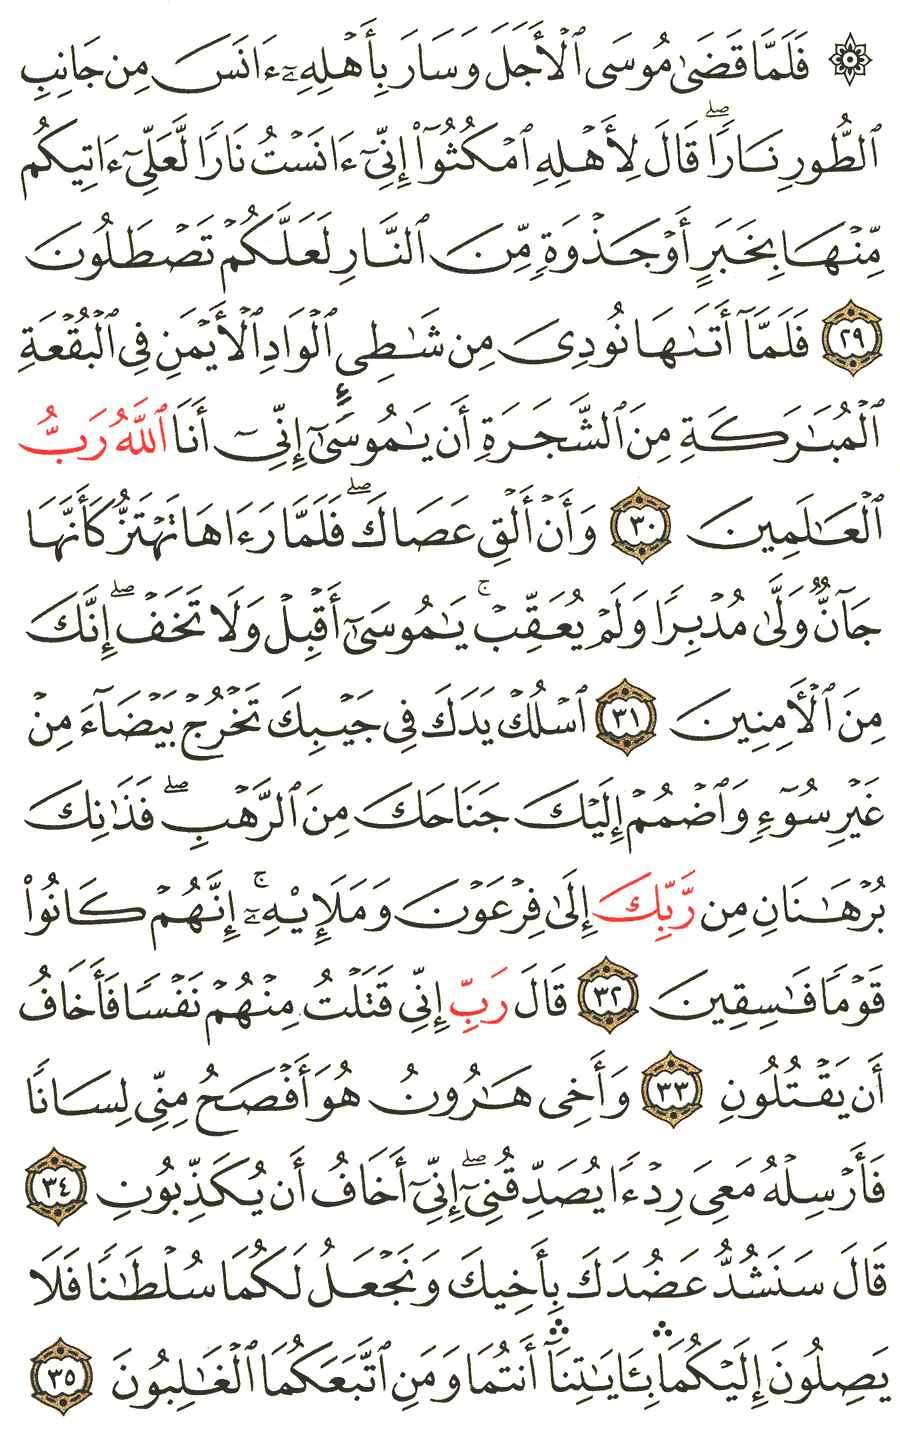 ۞ فَلَمَّا قَضَىٰ مُوسَى ٱلْأَجَلَ وَسَارَ بِأَهْلِهِۦٓ ءَانَسَ مِن جَانِبِ
ٱلطُّورِ نَارًاۖ قَالَ لِأَهْلِهِ ٱمْكُثُوٓا۟ إِنِّىٓ ءَانَسْتُ نَارًا لَّعَلِّىٓ ءَاتِيكُم
مِّنْهَا بِخَبَرٍ أَوْ جَذْوَةٍ مِّنَ ٱلنَّارِ لَعَلَّكُمْ تَصْطَلُونَ
٢٩ فَلَمَّآ أَتَىٰهَا نُودِىَ مِن شَـٰطِئِ ٱلْوَادِ ٱلْأَيْمَنِ فِى ٱلْبُقْعَةِ
ٱلْمُبَـٰرَكَةِ مِنَ ٱلشَّجَرَةِ أَن يَـٰمُوسَىٰٓ إِنِّىٓ أَنَا ٱللَّهُ رَبُّ
ٱلْعَـٰلَمِينَ ٣٠ وَأَنْ أَلْقِ عَصَاكَۖ فَلَمَّا رَءَاهَا تَهْتَزُّ كَأَنَّهَا
جَآنٌّ وَلَّىٰ مُدْبِرًا وَلَمْ يُعَقِّبْۚ يَـٰمُوسَىٰٓ أَقْبِلْ وَلَا تَخَفْۖ إِنَّكَ
مِنَ ٱلْـَٔامِنِينَ ٣١ ٱسْلُكْ يَدَكَ فِى جَيْبِكَ تَخْرُجْ بَيْضَآءَ مِنْ
غَيْرِ سُوٓءٍ وَٱضْمُمْ إِلَيْكَ جَنَاحَكَ مِنَ ٱلرَّهْبِۖ فَذَٰنِكَ
بُرْهَـٰنَانِ مِن رَّبِّكَ إِلَىٰ فِرْعَوْنَ وَمَلَإِي۟هِۦٓۚ إِنَّهُمْ كَانُوا۟
قَوْمًا فَـٰسِقِينَ ٣٢ قَالَ رَبِّ إِنِّى قَتَلْتُ مِنْهُمْ نَفْسًا فَأَخَافُ
أَن يَقْتُلُونِ ٣٣ وَأَخِى هَـٰرُونُ هُوَ أَفْصَحُ مِنِّى لِسَانًا
فَأَرْسِلْهُ مَعِىَ رِدْءًا يُصَدِّقُنِىٓۖ إِنِّىٓ أَخَافُ أَن يُكَذِّبُونِ ٣٤
قَالَ سَنَشُدُّ عَضُدَكَ بِأَخِيكَ وَنَجْعَلُ لَكُمَا سُلْطَـٰنًا فَلَا
يَصِلُونَ إِلَيْكُمَاۛ بِـَٔايَـٰتِنَآۛ أَنتُمَا وَمَنِ ٱتَّبَعَكُمَا ٱلْغَـٰلِبُونَ ٣٥